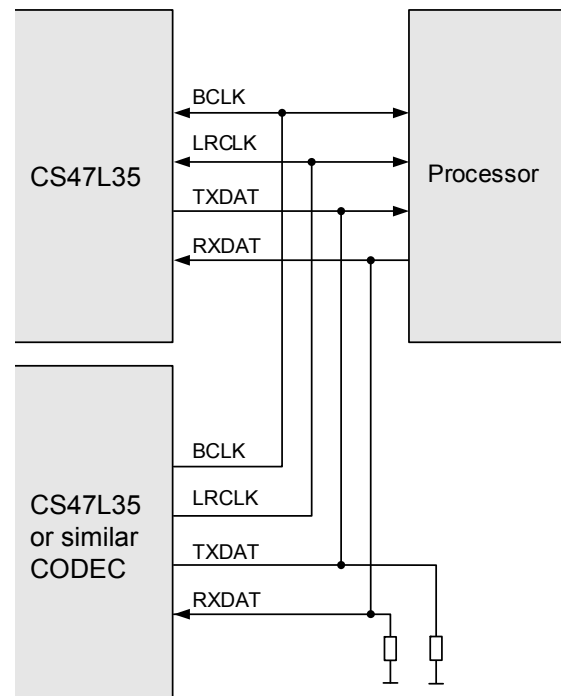 CS47L35
BCLK
LRCLK
TXDAT
RXDAT
Processor
CS47L35
or similar
CODEC
BCLK
LRCLK
TXDAT
RXDAT